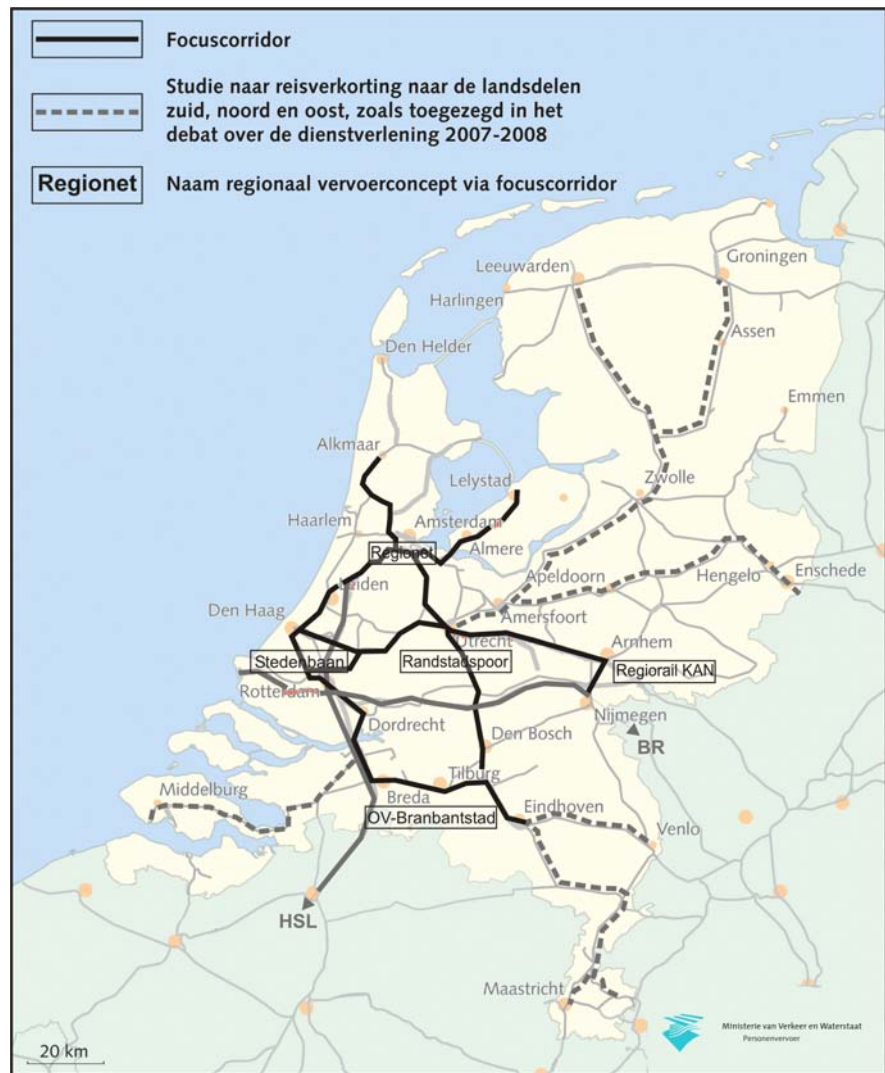 Focuscorridor
Studie naar reisverkorting naar de landsdelen
zuid, noord en oost, zoals toegezegd in het
debat over de dienstverlening 2007-2008
Regionet
Naam regionaal vervoerconcept via focuscorridor
Groningen
Leeuwarden
Harlingen
Assen
Den Helder
Emmen
Alkmaar
Lelystad
Zwolle
Haarlem
Amsterdam
Almere
Regionet
Apeldoorn
Hengelo
Enschede
Leiden
Amersfoort
Den Haag
Utrecht
Arnhem
Stedenbaan
Randstadspoor
Regiorail KAN
Rotterdam
Nijmegen
Dordrecht
Den Bosch
BR
Middelburg
Tilburg
Breda
Eindhoven
OV-Branbantstad
Venlo
HSL
Maastricht
Ministerie van Verkeer en Waterstaat
Personenvervoer
20 km